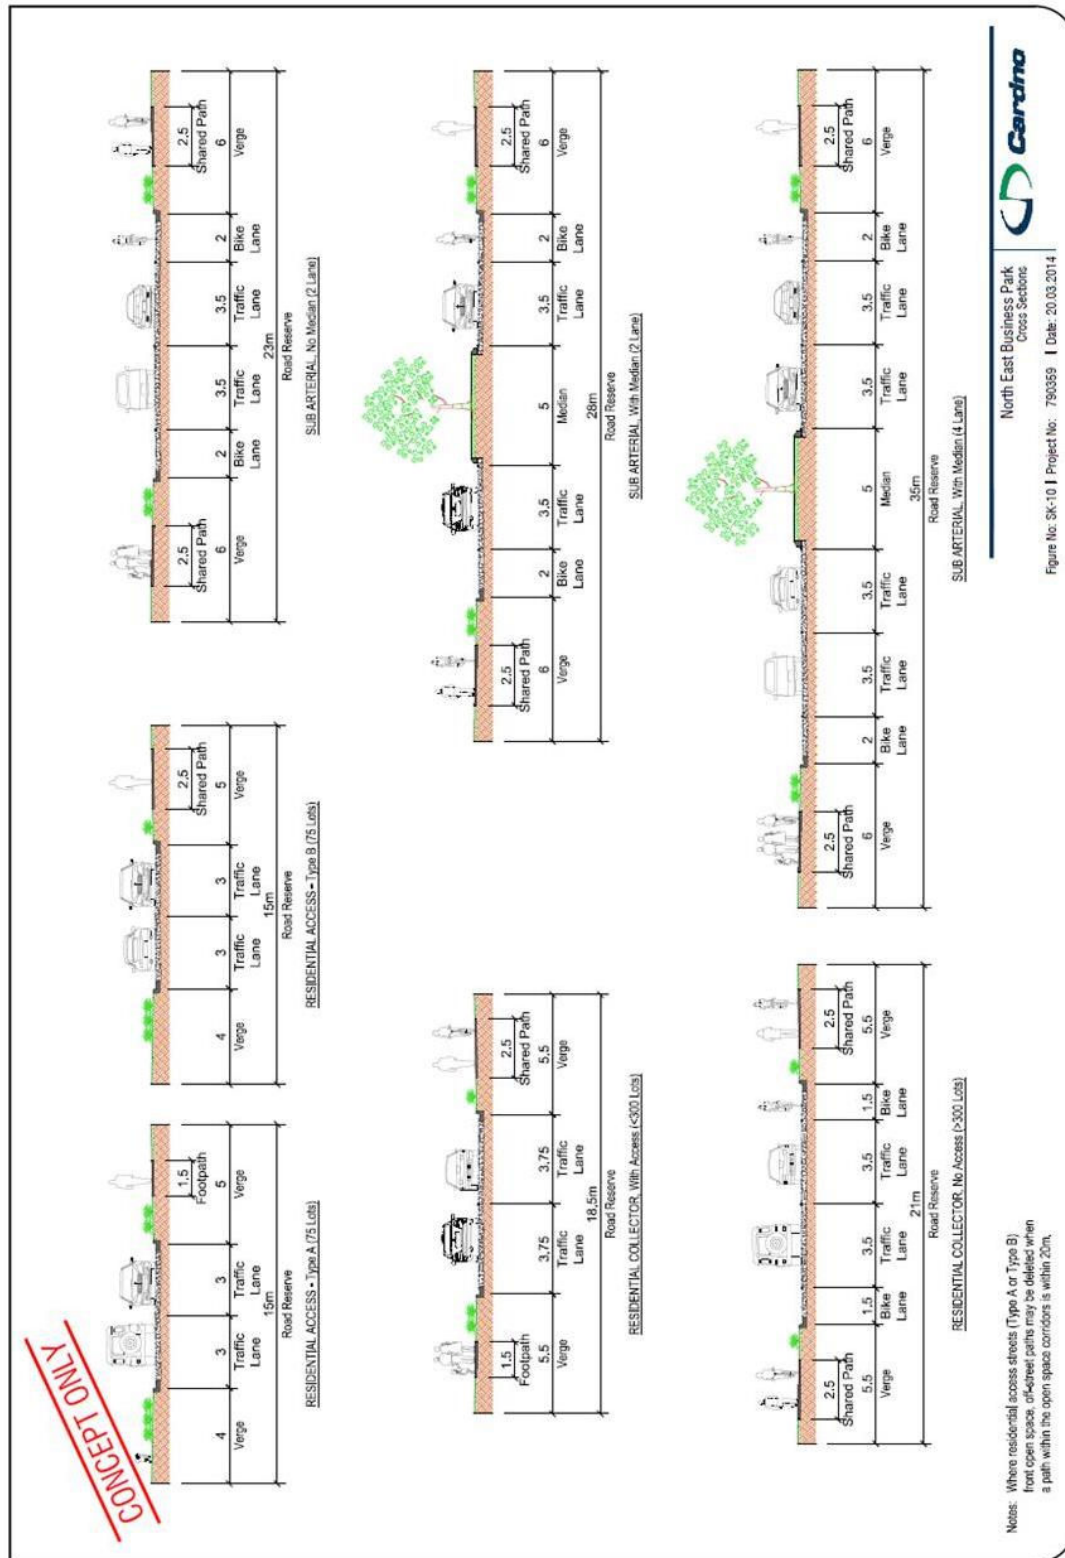 CONCEPT ONLY
1.5
Footpath
4 3 3 5
Verge Traffic Lane Traffic Lane Verge
15m
Road Reserve
RESIDENTIAL ACCESS - Type A (75 Lots)
2.5
Shared Path
4 3 3 5
Verge Traffic Lane Traffic Lane Verge
15m
Road Reserve
RESIDENTIAL ACCESS - Type B (75 Lots)
2.5 2.5
Shared Path Shared Path
6 2 3.5 3.5 2 6
Verge Bike Lane Traffic Lane Traffic Lane Bike Lane Verge
23m
Road Reserve
SUB ARTERIAL, No Median (2 Lane)
1.5 2.5
Footpath Shared Path
5.5 3.75 3.75 5.5
Verge Traffic Lane Traffic Lane Verge
18.5m
Road Reserve
RESIDENTIAL COLLECTOR, With Access (<300 Lots)
2.5 2.5
Shared Path Shared Path
6 2 3.5 5 3.5 2 6
Verge Bike Lane Traffic Lane Median Traffic Lane Bike Lane Verge
28m
Road Reserve
SUB ARTERIAL, With Median (2 Lane)
2.5 2.5
Shared Path Shared Path
5.5 1.5 3.5 3.5 1.5 5.5
Verge Bike Lane Traffic Lane Traffic Lane Bike Lane Verge
21m
Road Reserve
RESIDENTIAL COLLECTOR, No Access (>300 Lots)
2.5 2.5
Shared Path Shared Path
6 2 3.5 3.5 5 3.5 3.5 2 6
Verge Bike Lane Traffic Lane Traffic Lane Median Traffic Lane Traffic Lane Bike Lane Verge
35m
Road Reserve
SUB ARTERIAL, With Median (4 Lane)
Notes: Where residential access streets (Type A or Type B)
front open space, off-street paths may be deleted when
a path within the open space corridors is within 20m.
North East Business Park
Cross Sections
Cardno
Figure No: SK-10 | Project No: 790359 | Date: 20.03.2014